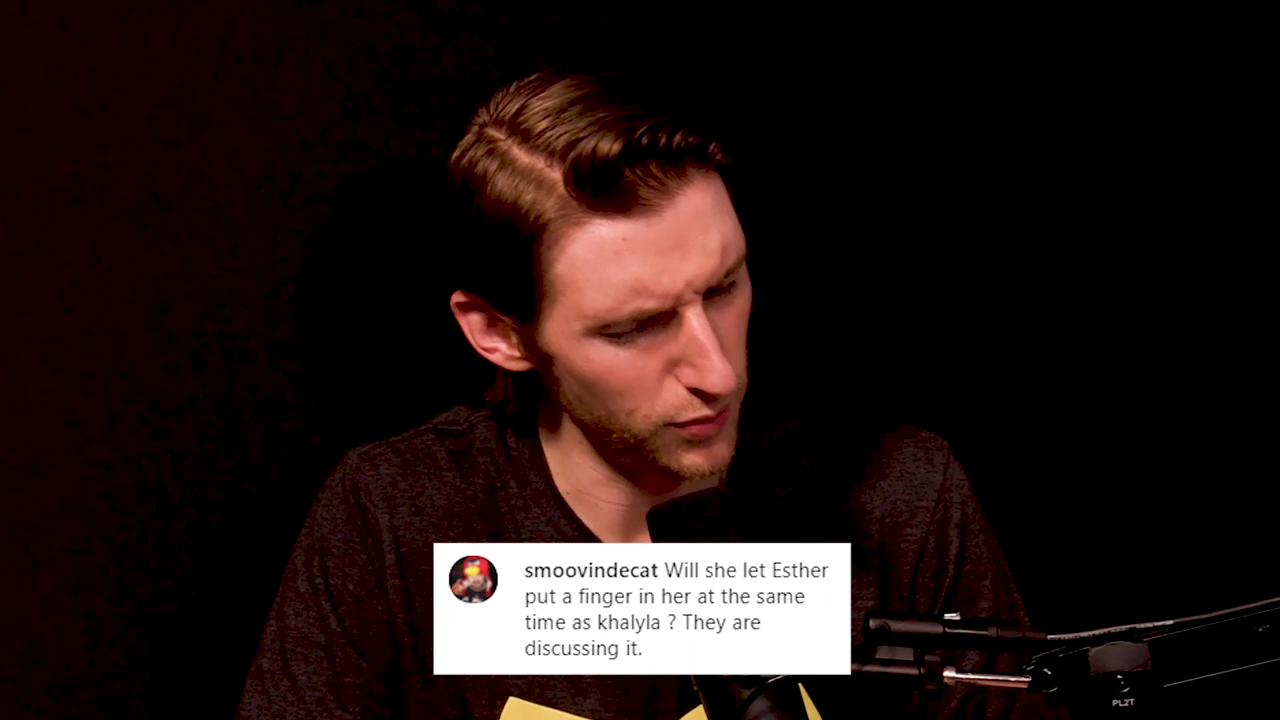 smoovindecat Will she let Esther
put a finger in her at the same
time as khalyla ? They are
discussing it.
PL2T